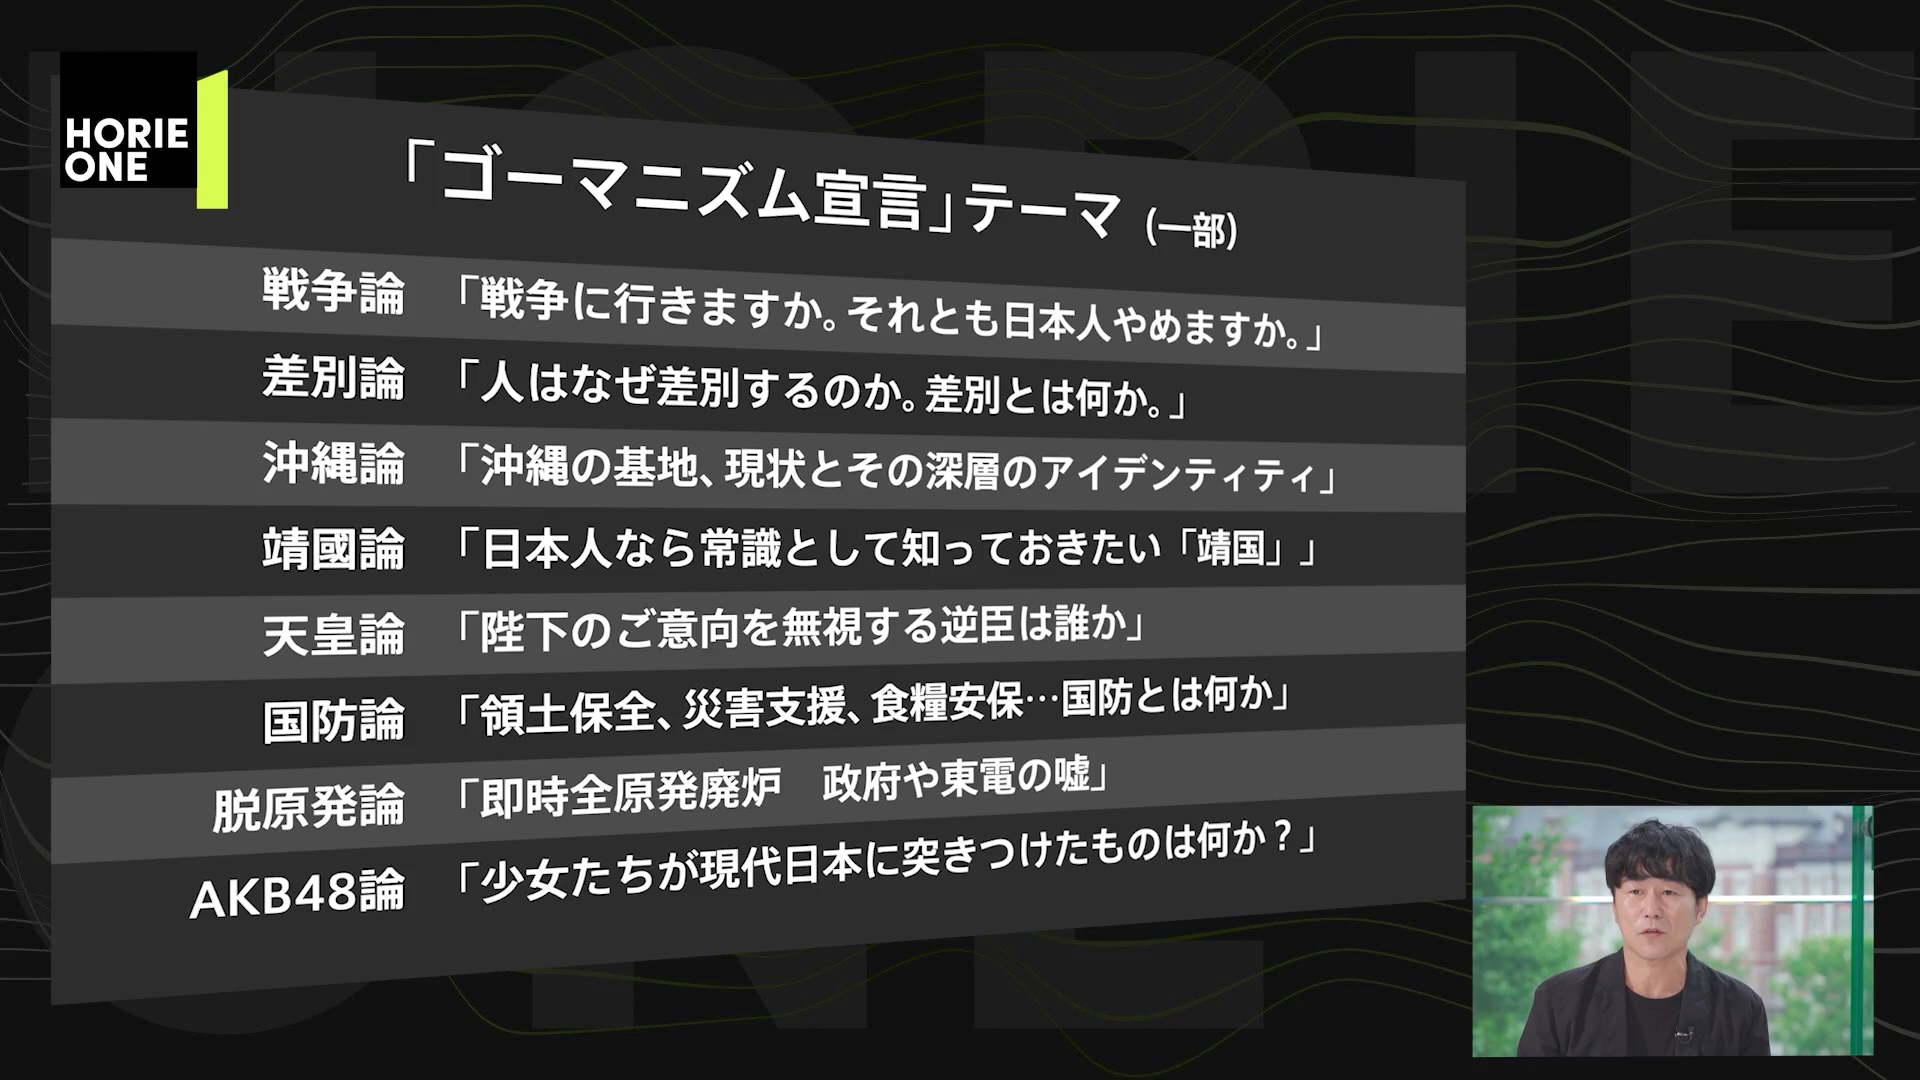 HORIE
ONE
「ゴーマニズム宣言」テーマ (一部)
戦争論 「戦争に行きますか。それとも日本人やめますか。」
差別論 「人はなぜ差別するのか。差別とは何か。」
沖縄論 「沖縄の基地、現状とその深層のアイデンティティ」
靖國論 「日本人なら常識として知っておきたい「靖国」」
天皇論 「陛下のご意向を無視する逆臣は誰か」
国防論 「領土保全、災害支援、食糧安保…国防とは何か」
脱原発論 「即時全原発廃炉　政府や東電の嘘」
AKB48論 「少女たちが現代日本に突きつけたものは何か？」